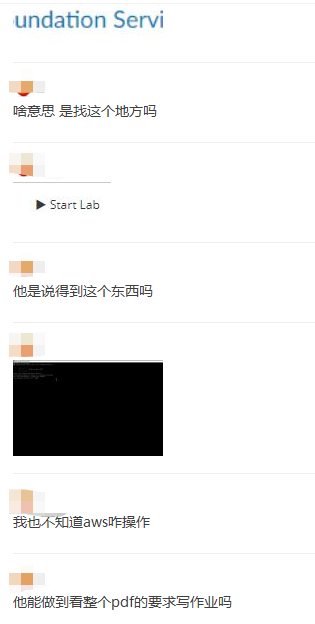 undation Servi
啥意思 是找这个地方吗
▶ Start Lab
他是说得到这个东西吗
我也不知道aws咋操作
他能做到看整个pdf的要求写作业吗